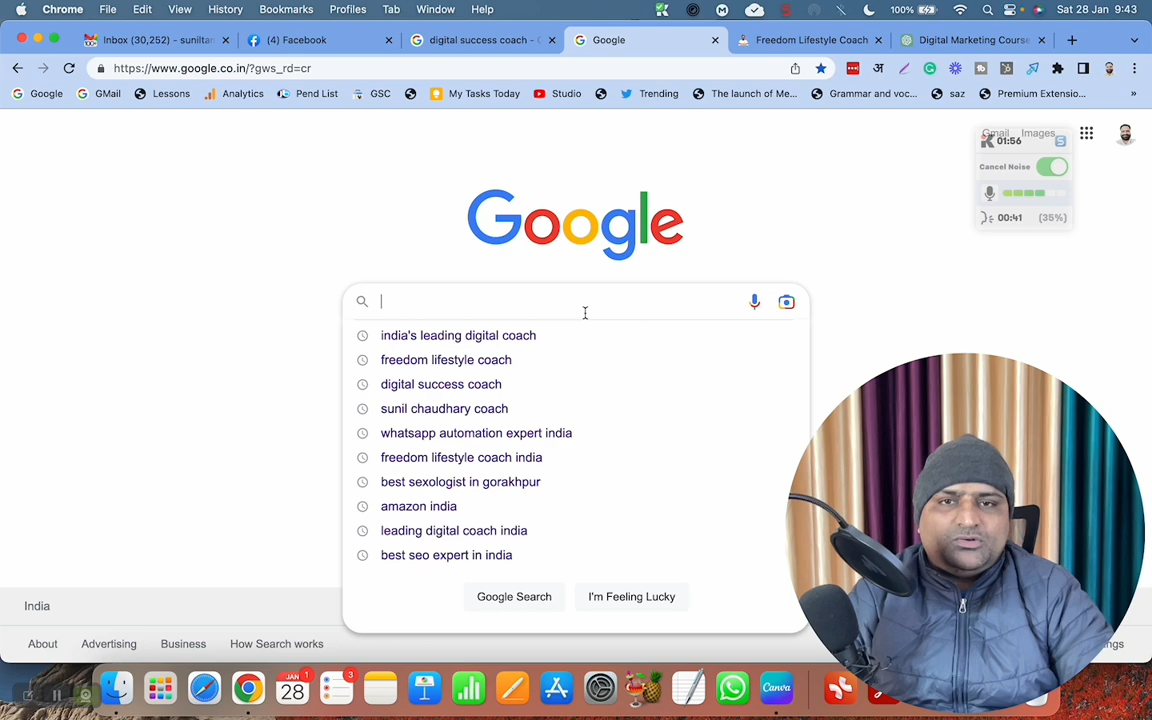 Chrome File Edit View History Bookmarks Profiles Tab Window Help 100% Sat 28 Jan 9:43
Inbox (30,252) - suniltan (4) Facebook digital success coach - Google Freedom Lifestyle Coach Digital Marketing Course
https://www.google.co.in/?gws_rd=cr
Google GMail Lessons Analytics Pend List GSC My Tasks Today Studio Trending The launch of Me... Grammar and voc... saz Premium Extensio... »
Gmail Images
01:56
Cancel Noise
00:41 (35%)
Google
india's leading digital coach
freedom lifestyle coach
digital success coach
sunil chaudhary coach
whatsapp automation expert india
freedom lifestyle coach india
best sexologist in gorakhpur
amazon india
leading digital coach india
best seo expert in india
Google Search I'm Feeling Lucky
India
About Advertising Business How Search works
JAN 28 1 3 Canva